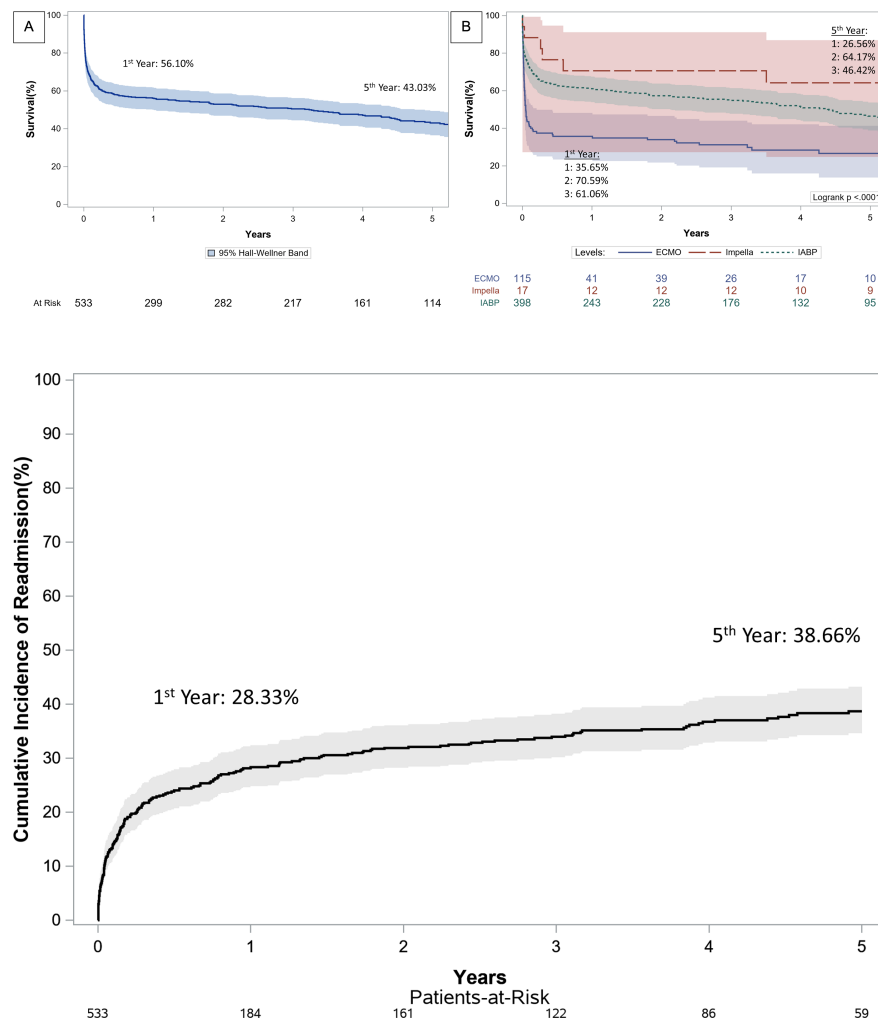 A
100
80
60
40
20
0
Survival(%)
1st Year: 56.10%
5th Year: 43.03%
0 1 2 3 4 5
Years
95% Hall-Wellner Band
At Risk 533 299 282 217 161 114
B
100
80
60
40
20
0
Survival(%)
5th Year:
1: 26.56%
2: 64.17%
3: 46.42%
1st Year:
1: 35.65%
2: 70.59%
3: 61.06%
Logrank p <.0001
0 1 2 3 4 5
Years
Levels: ECMO Impella IABP
ECMO 115 41 39 26 17 10
Impella 17 12 12 12 10 9
IABP 398 243 228 176 132 95
100
90
80
70
60
50
40
30
20
10
0
Cumulative Incidence of Readmission(%)
5th Year: 38.66%
1st Year: 28.33%
0 1 2 3 4 5
Years
Patients-at-Risk
533 184 161 122 86 59